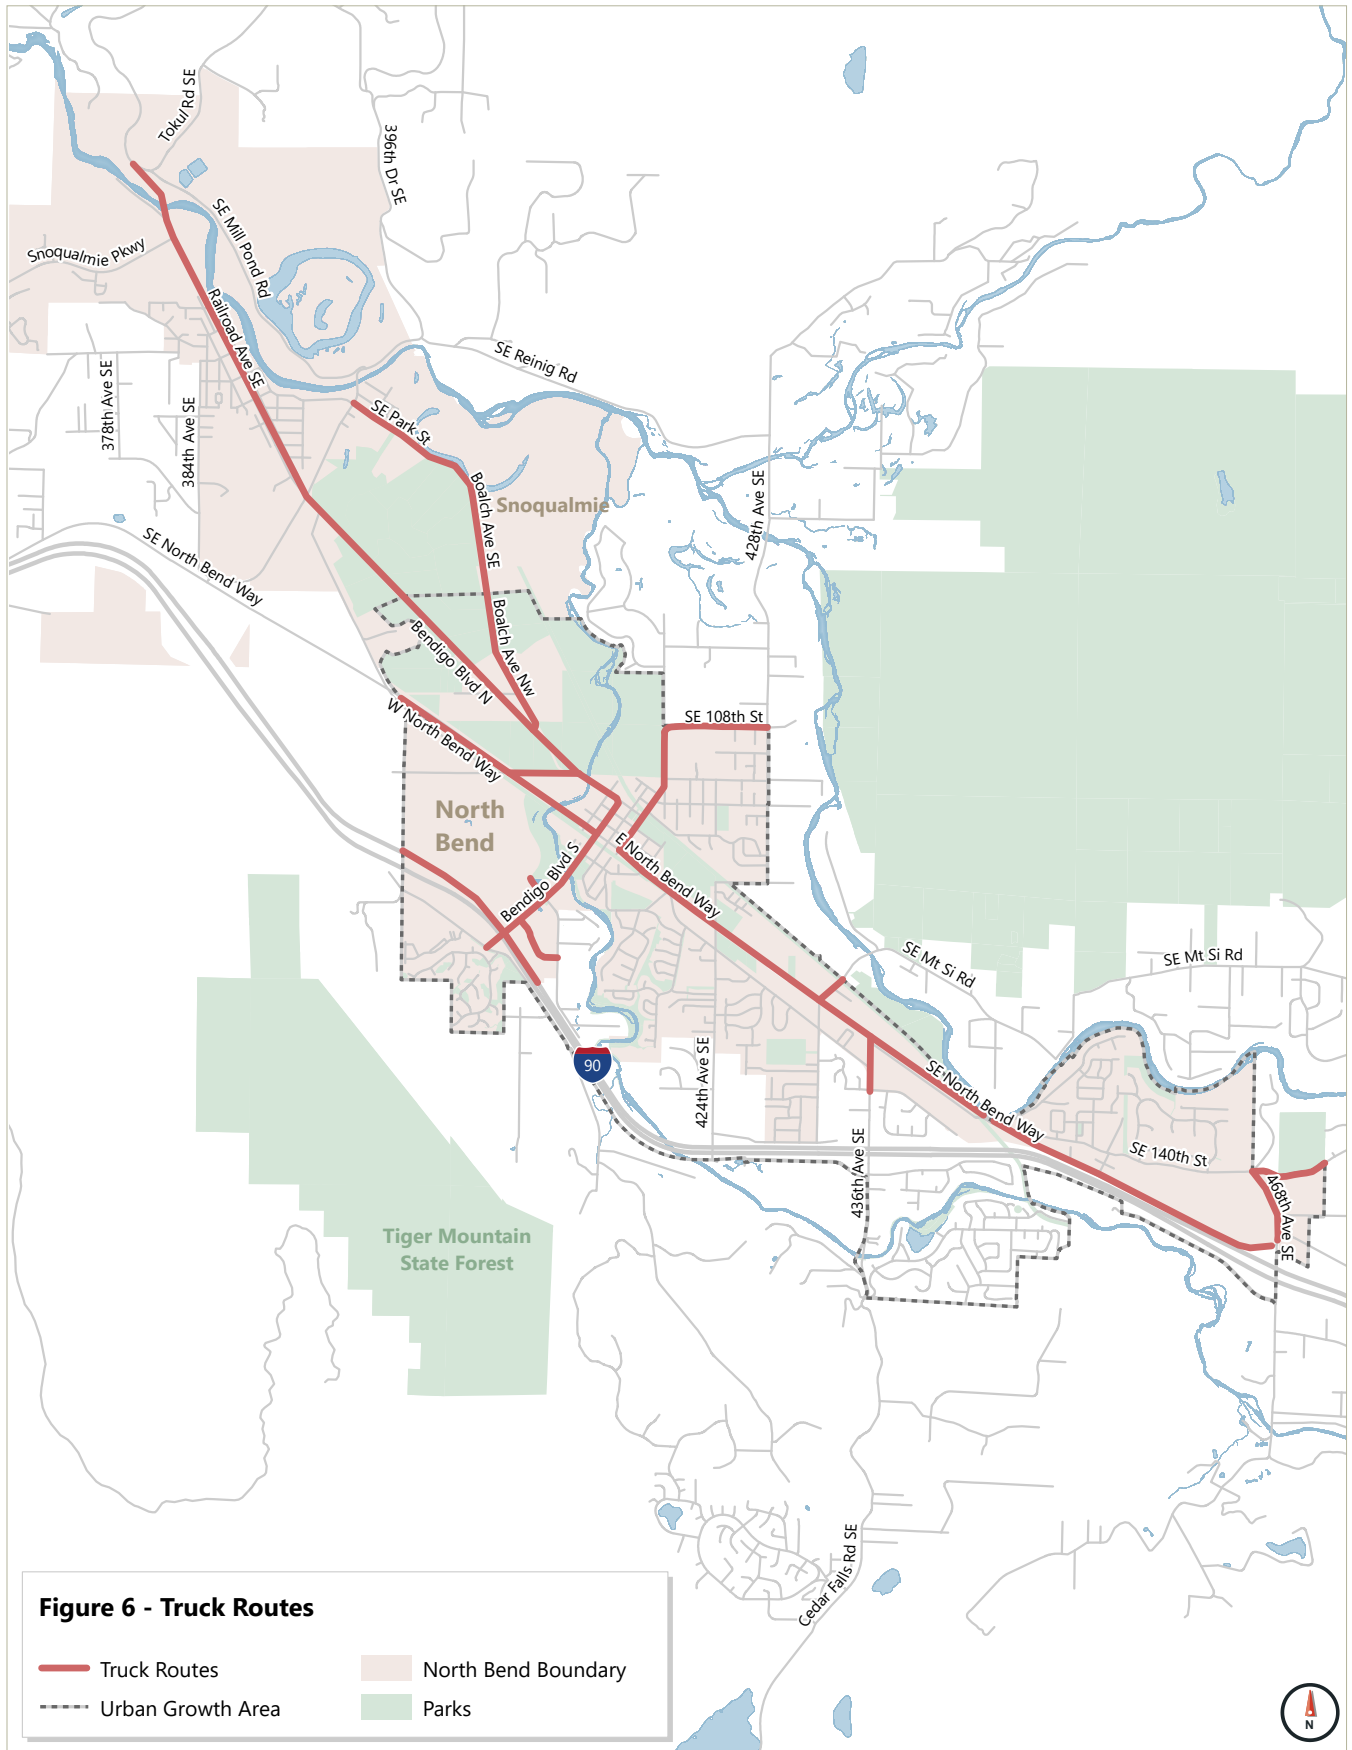 Tokul Rd SE
396th Dr SE
SE Mill Pond Rd
Snoqualmie Pkwy
Railroad Ave SE
SE Reinig Rd
378th Ave SE
384th Ave SE
SE Park St
Boalch Ave SE
Snoqualmie
428th Ave SE
SE North Bend Way
Boalch Ave Nw
Bendigo Blvd N
W North Bend Way
SE 108th St
North
Bend
E North Bend Way
Bendigo Blvd S
SE Mt Si Rd
SE Mt Si Rd
90
424th Ave SE
SE North Bend Way
436th Ave SE
SE 140th St
468th Ave SE
Tiger Mountain
State Forest
Cedar Falls Rd SE
Figure 6 - Truck Routes
Truck Routes
North Bend Boundary
Urban Growth Area
Parks
N